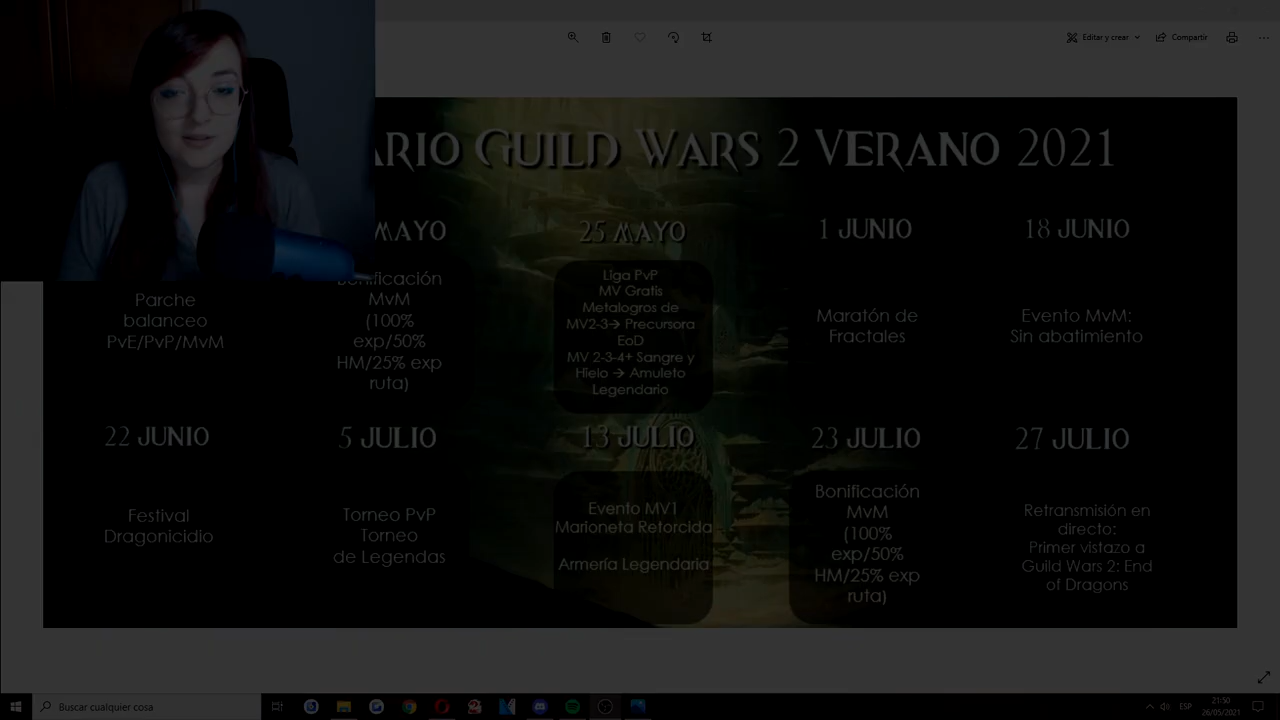 Editar y crear
Compartir
ARIO GUILD WARS 2 VERANO 2021
MAYO
25 MAYO
1 JUNIO
18 JUNIO
Parche
balanceo
PvE/PvP/MvM
Bonificación
MvM
(100%
exp/50%
HM/25% exp
ruta)
Liga PvP
MV Gratis
Metalogros de
MV2-3→ Precursora
EoD
MV 2-3-4+ Sangre y
Hielo → Amuleto
Legendario
Maratón de
Fractales
Evento MvM:
Sin abatimiento
22 JUNIO
5 JULIO
13 JULIO
23 JULIO
27 JULIO
Festival
Dragonicidio
Torneo PvP
Torneo
de Legendas
Evento MV1
Marioneta Retorcida
Armería Legendaria
Bonificación
MvM
(100%
exp/50%
HM/25% exp
ruta)
Retransmisión en
directo:
Primer vistazo a
Guild Wars 2: End
of Dragons
Buscar cualquier cosa
ESP
21:50
26/05/2021